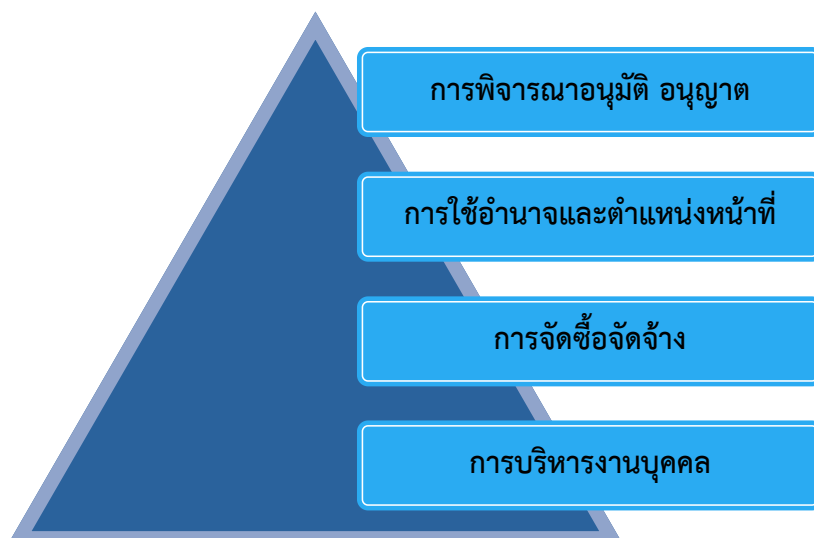 การพิจารณาอนุมัติ อนุญาต
การใช้อำนาจและตำแหน่งหน้าที่
การจัดซื้อจัดจ้าง
การบริหารงานบุคคล